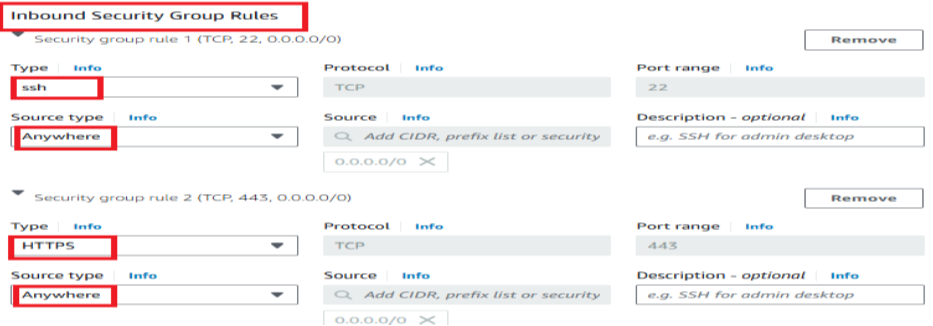 Inbound Security Group Rules
Security group rule 1 (TCP, 22, 0.0.0.0/0) Remove
Type Info Protocol Info Port range Info
ssh TCP 22
Source type Info Source Info Description - optional Info
Anywhere Add CIDR, prefix list or security e.g. SSH for admin desktop
0.0.0.0/0
Security group rule 2 (TCP, 443, 0.0.0.0/0) Remove
Type Info Protocol Info Port range Info
HTTPS TCP 443
Source type Info Source Info Description - optional Info
Anywhere Add CIDR, prefix list or security e.g. SSH for admin desktop
0.0.0.0/0